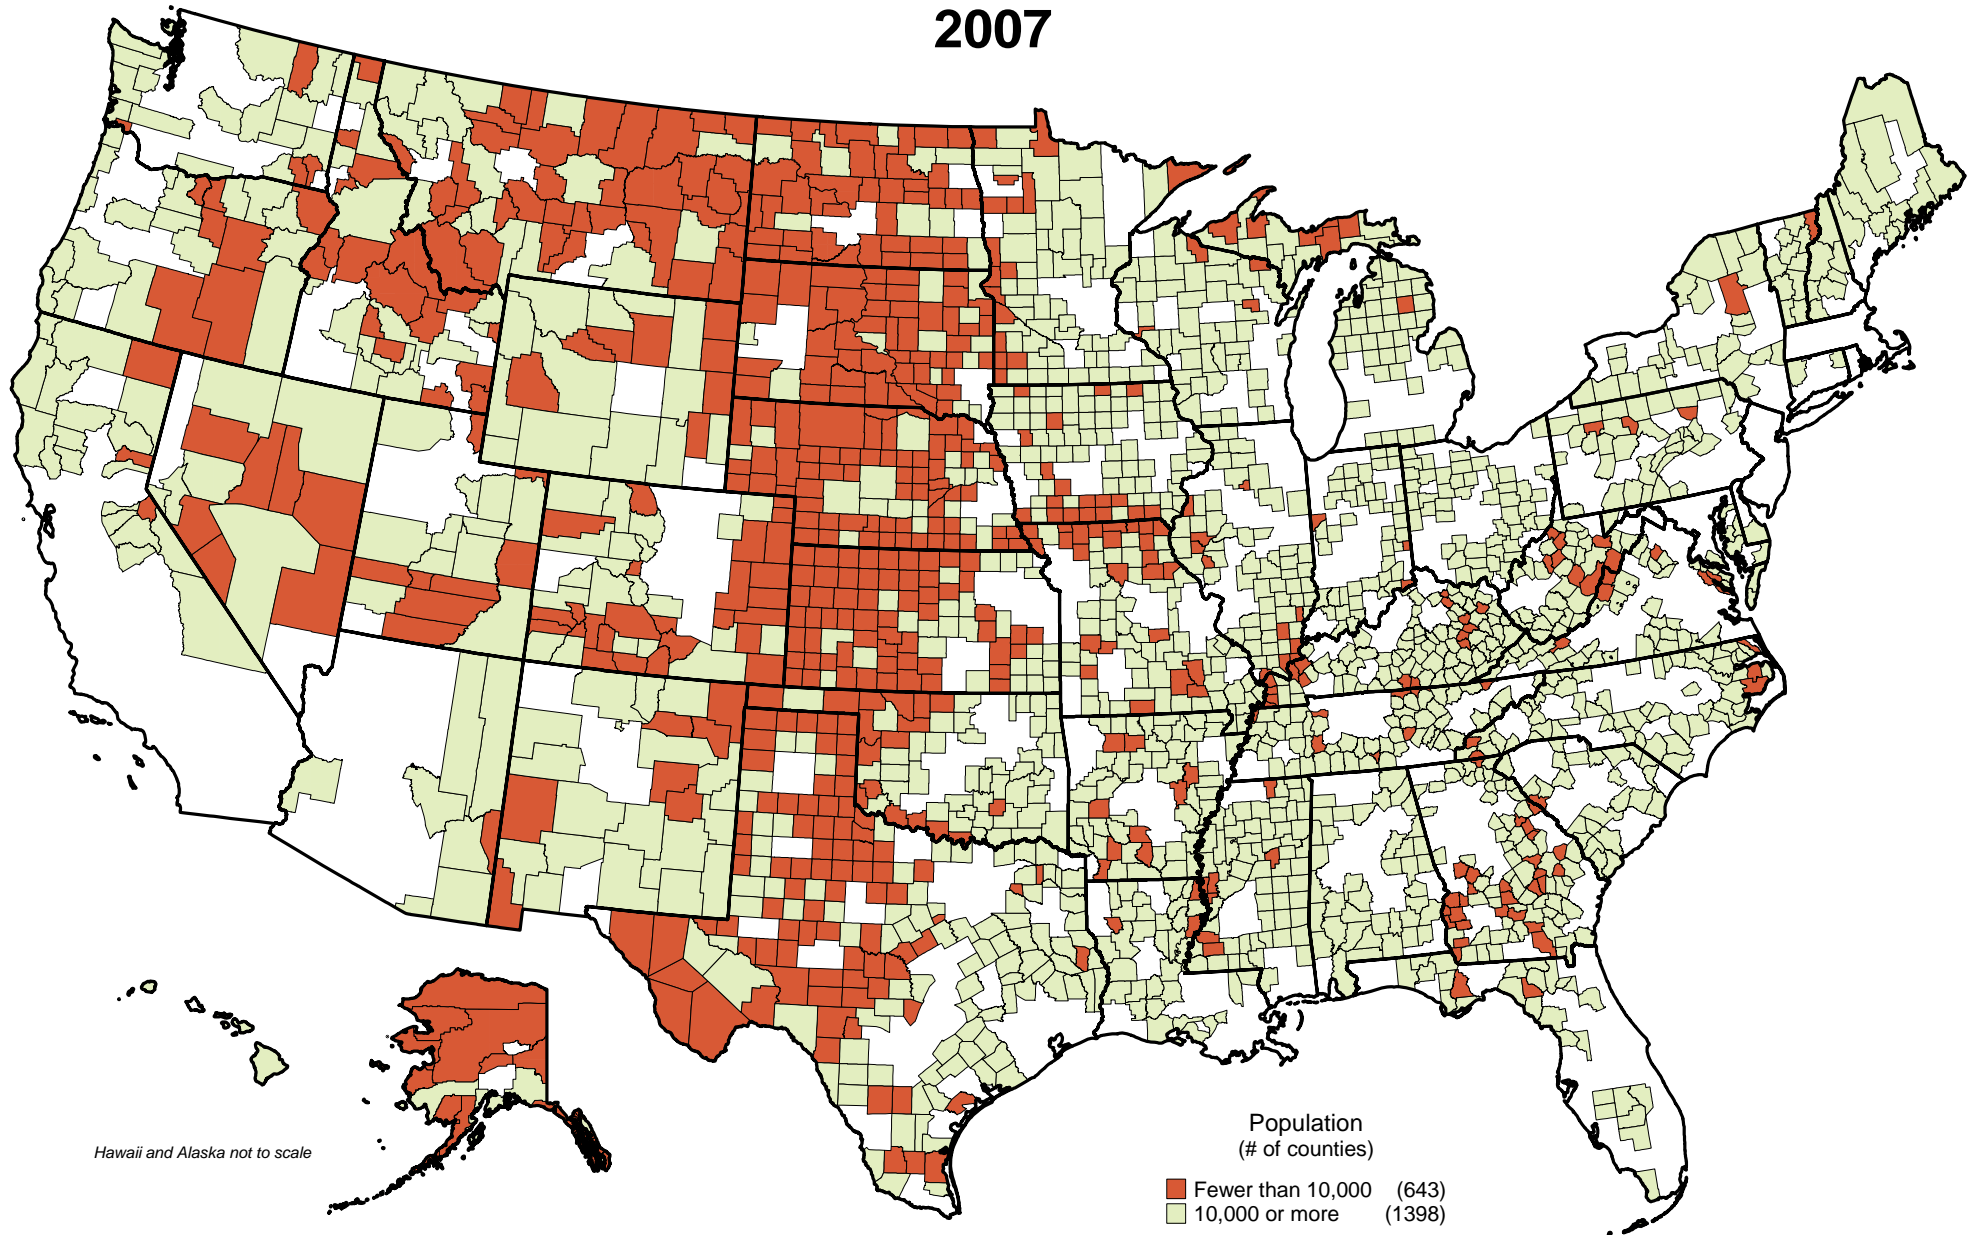 2007
Hawaii and Alaska not to scale
Population
(# of counties)
Fewer than 10,000 (643)
10,000 or more (1398)